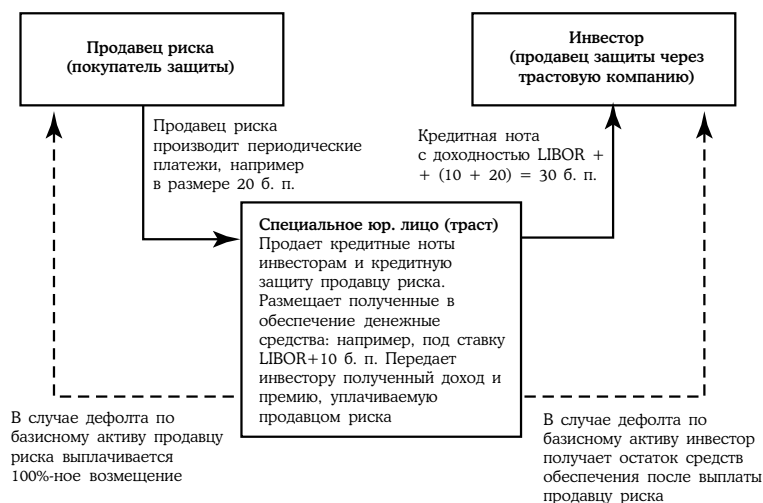 Продавец риска
(покупатель защиты)
Инвестор
(продавец защиты через
трастовую компанию)
Продавец риска
производит периодические
платежи, например
в размере 20 б. п.
Кредитная нота
с доходностью LIBOR +
+ (10 + 20) = 30 б. п.
Специальное юр. лицо (траст)
Продает кредитные ноты
инвесторам и кредитную
защиту продавцу риска.
Размещает полученные в
обеспечение денежные
средства: например, под ставку
LIBOR+10 б. п. Передает
инвестору полученный доход и
премию, уплачиваемую
продавцом риска
В случае дефолта по
базисному активу продавцу
риска выплачивается
100%-ное возмещение
В случае дефолта по
базисному активу инвестор
получает остаток средств
обеспечения после выплаты
продавцу риска